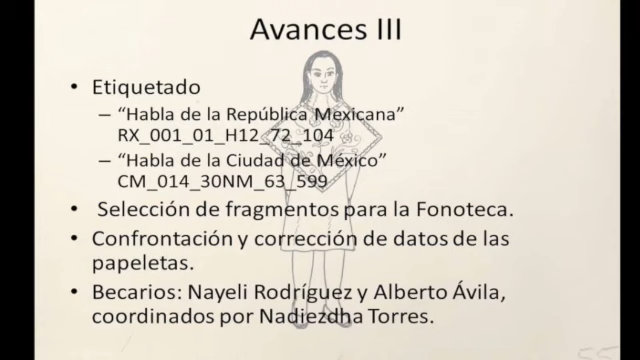 Avances III
• Etiquetado
– “Habla de la República Mexicana”
RX_001_01_H12_72_104
– “Habla de la Ciudad de México”
CM_014_30NM_63_599
• Selección de fragmentos para la Fonoteca.
• Confrontación y corrección de datos de las
papeletas.
• Becarios: Nayeli Rodríguez y Alberto Ávila,
coordinados por Nadiezdha Torres.
55